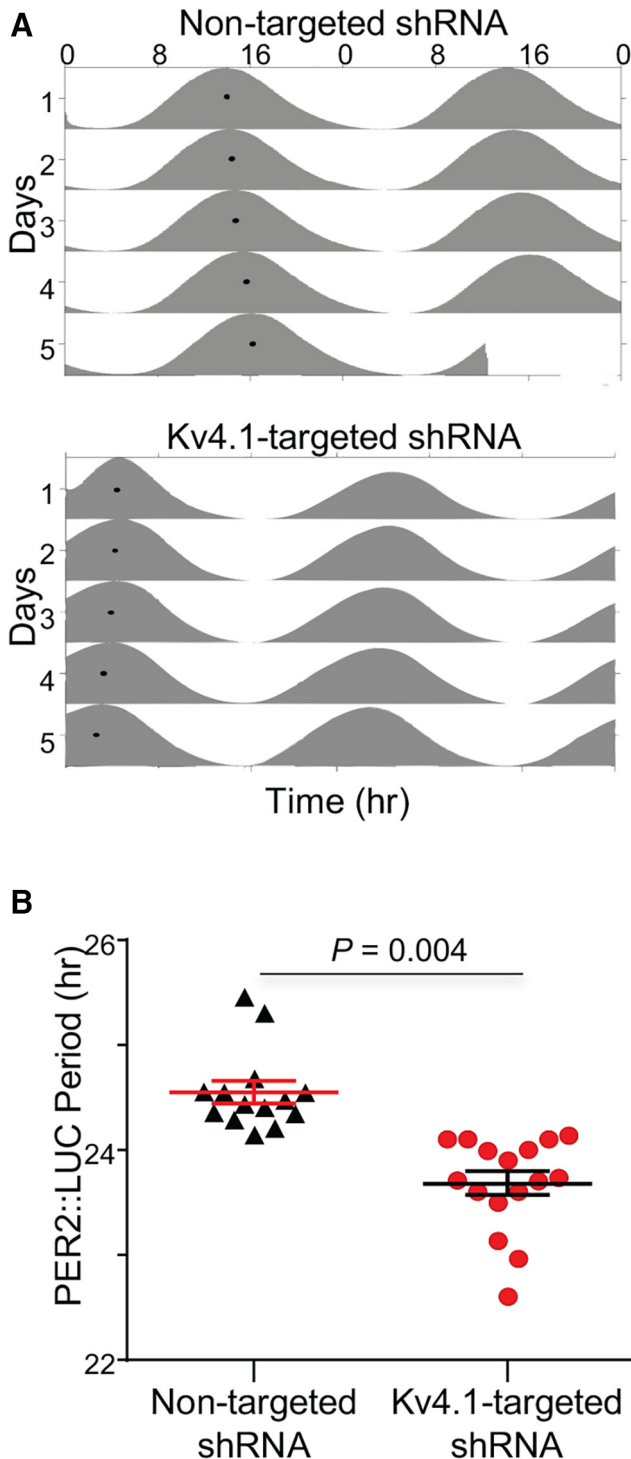 A
Non-targeted shRNA
0 8 16 0 8 16 0
Days
1
2
3
4
5
Kv4.1-targeted shRNA
Days
1
2
3
4
5
Time (hr)
B
P = 0.004
PER2::LUC Period (hr)
26
24
22
Non-targeted
shRNA
Kv4.1-targeted
shRNA